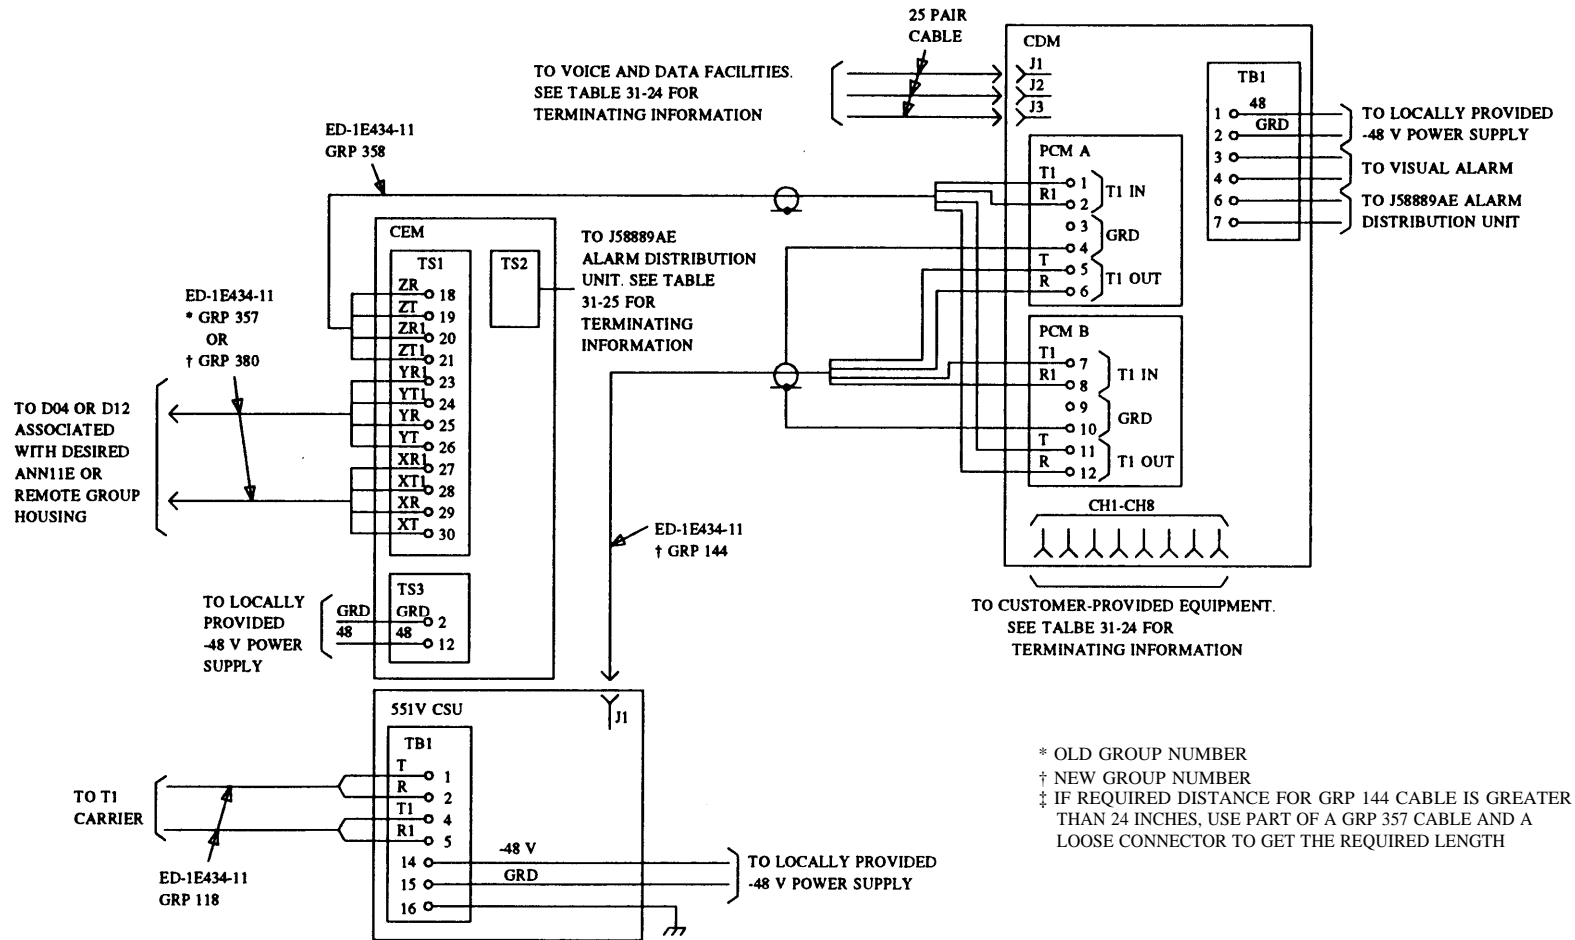 25 PAIR
CABLE
TO VOICE AND DATA FACILITIES.
SEE TABLE 31-24 FOR
TERMINATING INFORMATION
CDM
J1
J2
J3
TB1
1 48
GRD
2
3
4
6
7
TO LOCALLY PROVIDED
-48 V POWER SUPPLY
TO VISUAL ALARM
TO J58889AE ALARM
DISTRIBUTION UNIT
ED-1E434-11
GRP 358
PCM A
T1 1
R1 2
T1 IN
3
4
GRD
T 5
R 6
T1 OUT
PCM B
T1 7
R1 8
T1 IN
9
10
GRD
T 11
R 12
T1 OUT
CH1-CH8
TO CUSTOMER-PROVIDED EQUIPMENT.
SEE TALBE 31-24 FOR
TERMINATING INFORMATION
CEM
TS1
TS2
TO J58889AE
ALARM DISTRIBUTION
UNIT. SEE TABLE
31-25 FOR
TERMINATING
INFORMATION
ZR 18
ZT 19
ZR1 20
ZT1 21
YR1 23
YT1 24
YR 25
YT 26
XR1 27
XT1 28
XR 29
XT 30
ED-1E434-11
* GRP 357
OR
† GRP 380
TO D04 OR D12
ASSOCIATED
WITH DESIRED
ANN11E OR
REMOTE GROUP
HOUSING
ED-1E434-11
† GRP 144
TS3
TO LOCALLY
PROVIDED
-48 V POWER
SUPPLY
GRD GRD 2
48 48 12
551V CSU
J1
TB1
T 1
R 2
T1 4
R1 5
14 -48 V
15 GRD
16
TO T1
CARRIER
ED-1E434-11
GRP 118
TO LOCALLY PROVIDED
-48 V POWER SUPPLY
* OLD GROUP NUMBER
† NEW GROUP NUMBER
‡ IF REQUIRED DISTANCE FOR GRP 144 CABLE IS GREATER
THAN 24 INCHES, USE PART OF A GRP 357 CABLE AND A
LOOSE CONNECTOR TO GET THE REQUIRED LENGTH